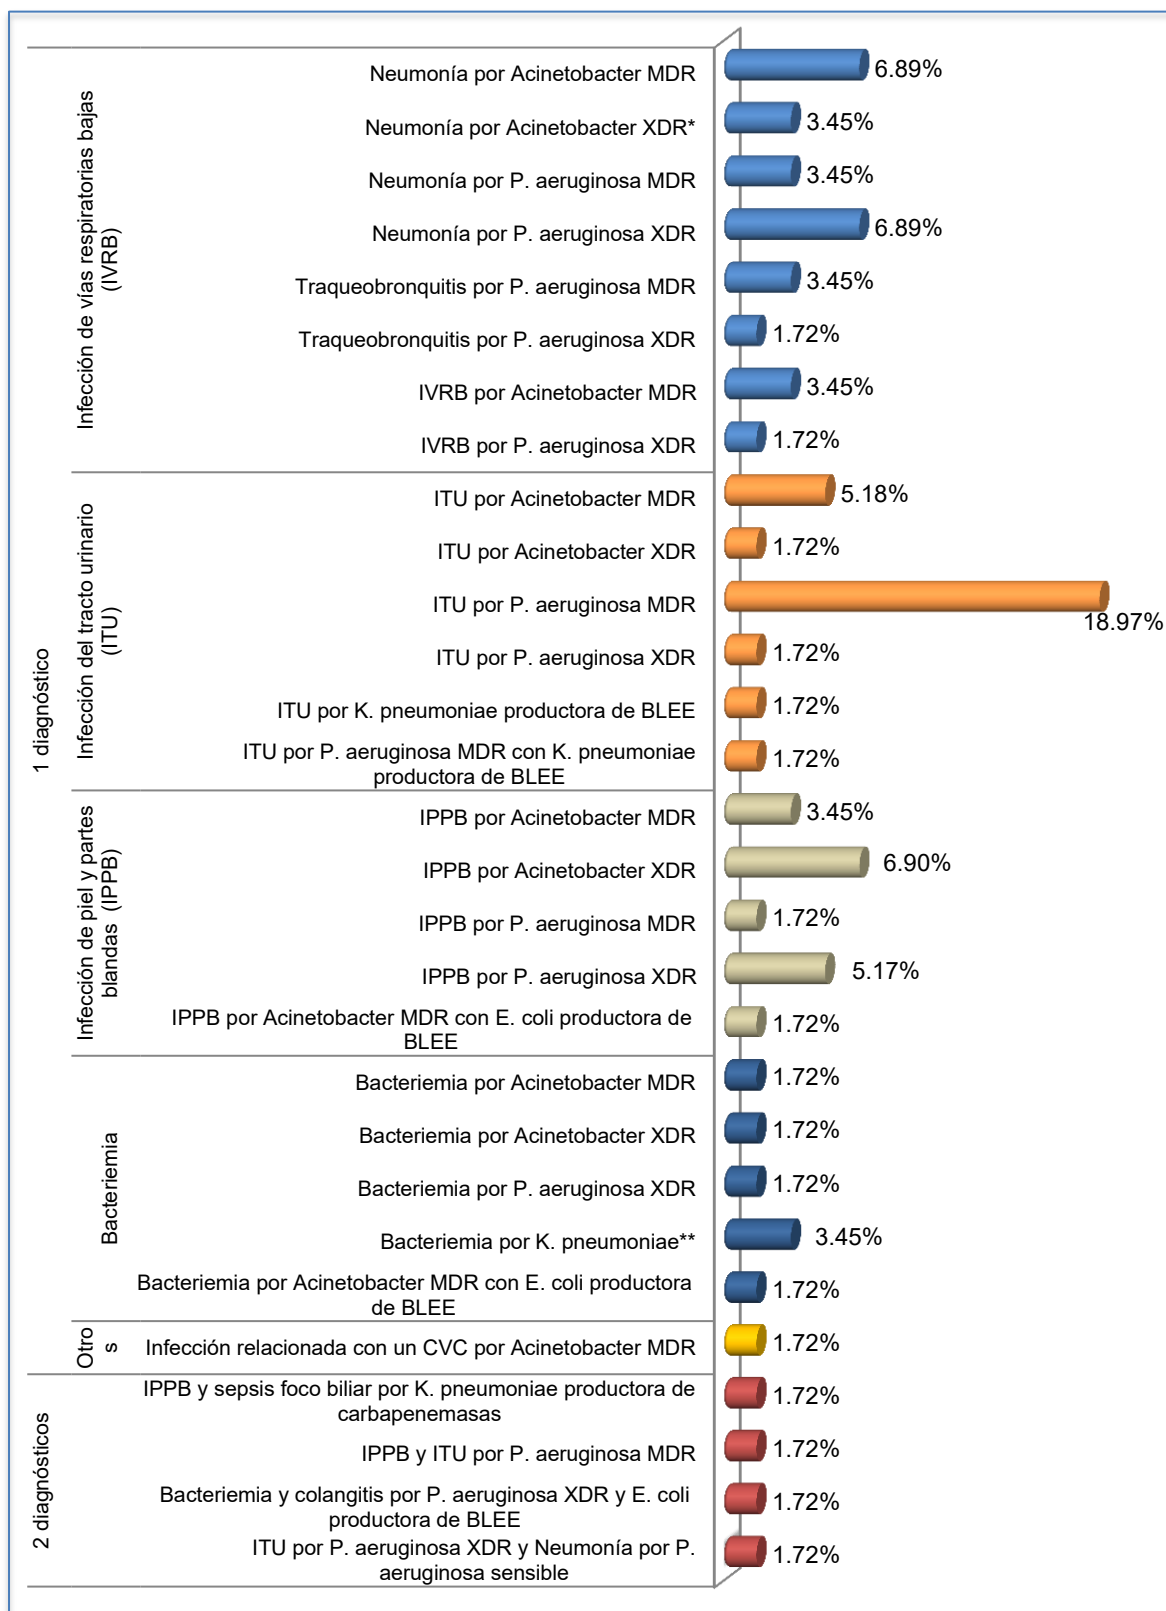 1 diagnóstico
Infección de vías respiratorias bajas
(IVRB)
Neumonía por Acinetobacter MDR
6.89%
Neumonía por Acinetobacter XDR*
3.45%
Neumonía por P. aeruginosa MDR
3.45%
Neumonía por P. aeruginosa XDR
6.89%
Traqueobronquitis por P. aeruginosa MDR
3.45%
Traqueobronquitis por P. aeruginosa XDR
1.72%
IVRB por Acinetobacter MDR
3.45%
IVRB por P. aeruginosa XDR
1.72%
Infección del tracto urinario
(ITU)
ITU por Acinetobacter MDR
5.18%
ITU por Acinetobacter XDR
1.72%
ITU por P. aeruginosa MDR
18.97%
ITU por P. aeruginosa XDR
1.72%
ITU por K. pneumoniae productora de BLEE
1.72%
ITU por P. aeruginosa MDR con K. pneumoniae
productora de BLEE
1.72%
Infección de piel y partes
blandas (IPPB)
IPPB por Acinetobacter MDR
3.45%
IPPB por Acinetobacter XDR
6.90%
IPPB por P. aeruginosa MDR
1.72%
IPPB por P. aeruginosa XDR
5.17%
IPPB por Acinetobacter MDR con E. coli productora de
BLEE
1.72%
Bacteriemia
Bacteriemia por Acinetobacter MDR
1.72%
Bacteriemia por Acinetobacter XDR
1.72%
Bacteriemia por P. aeruginosa XDR
1.72%
Bacteriemia por K. pneumoniae**
3.45%
Bacteriemia por Acinetobacter MDR con E. coli productora
de BLEE
1.72%
Otro
s
Infección relacionada con un CVC por Acinetobacter MDR
1.72%
2 diagnósticos
IPPB y sepsis foco biliar por K. pneumoniae productora de
carbapenemasas
1.72%
IPPB y ITU por P. aeruginosa MDR
1.72%
Bacteriemia y colangitis por P. aeruginosa XDR y E. coli
productora de BLEE
1.72%
ITU por P. aeruginosa XDR y Neumonía por P.
aeruginosa sensible
1.72%